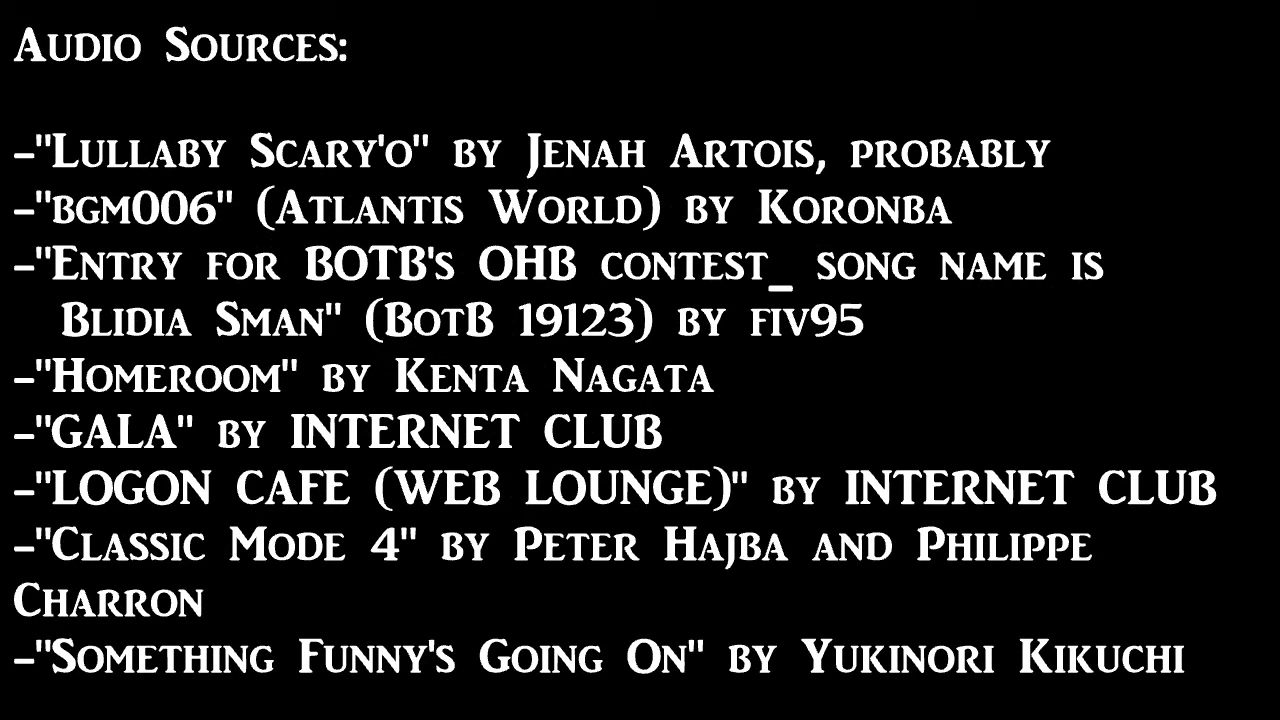 Audio Sources:
-"Lullaby Scary'o" by Jenah Artois, probably
-"bgm006" (Atlantis World) by Koronba
-"Entry for BOTB's OHB contest_ song name is
Blidia Sman" (BotB 19123) by fiv95
-"Homeroom" by Kenta Nagata
-"GALA" by INTERNET CLUB
-"LOGON CAFE (WEB LOUNGE)" by INTERNET CLUB
-"Classic Mode 4" by Peter Hajba and Philippe
Charron
-"Something Funny's Going On" by Yukinori Kikuchi